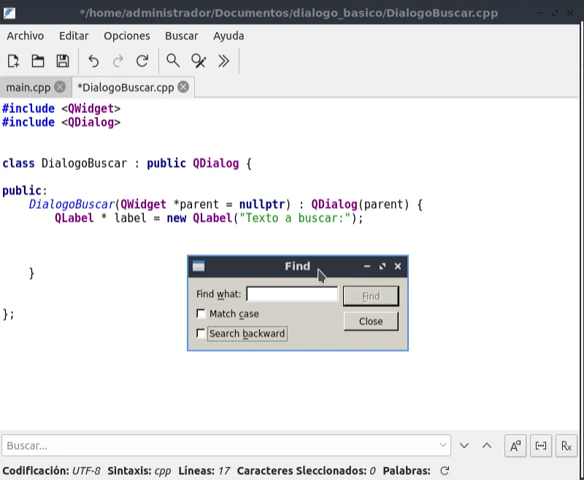 */home/administrador/Documentos/dialogo_basico/DialogoBuscar.cpp
Archivo Editar Opciones Buscar Ayuda
main.cpp *DialogoBuscar.cpp
#include <QWidget>
#include <QDialog>
class DialogoBuscar : public QDialog {
public:
DialogoBuscar(QWidget *parent = nullptr) : QDialog(parent) {
QLabel * label = new QLabel("Texto a buscar:");
}
};
Find
Find what:
Find
Match case
Close
Search backward
Buscar...
Codificación: UTF-8 Sintaxis: cpp Líneas: 17 Caracteres Sleccionados: 0 Palabras: